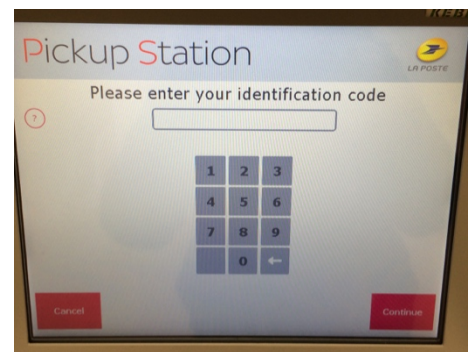 KEBA
Pickup Station
LA POSTE
Please enter your identification code
?
1 2 3
4 5 6
7 8 9
0 ←
Cancel Continue